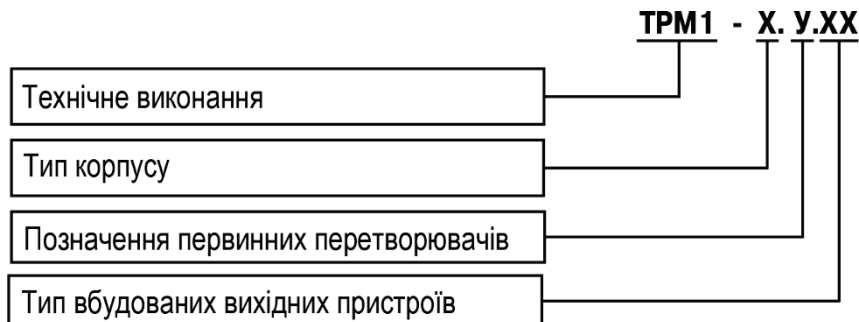 ТРМ1 - Х. У.ХХ
Технічне виконання
Тип корпусу
Позначення первинних перетворювачів
Тип вбудованих вихідних пристроїв